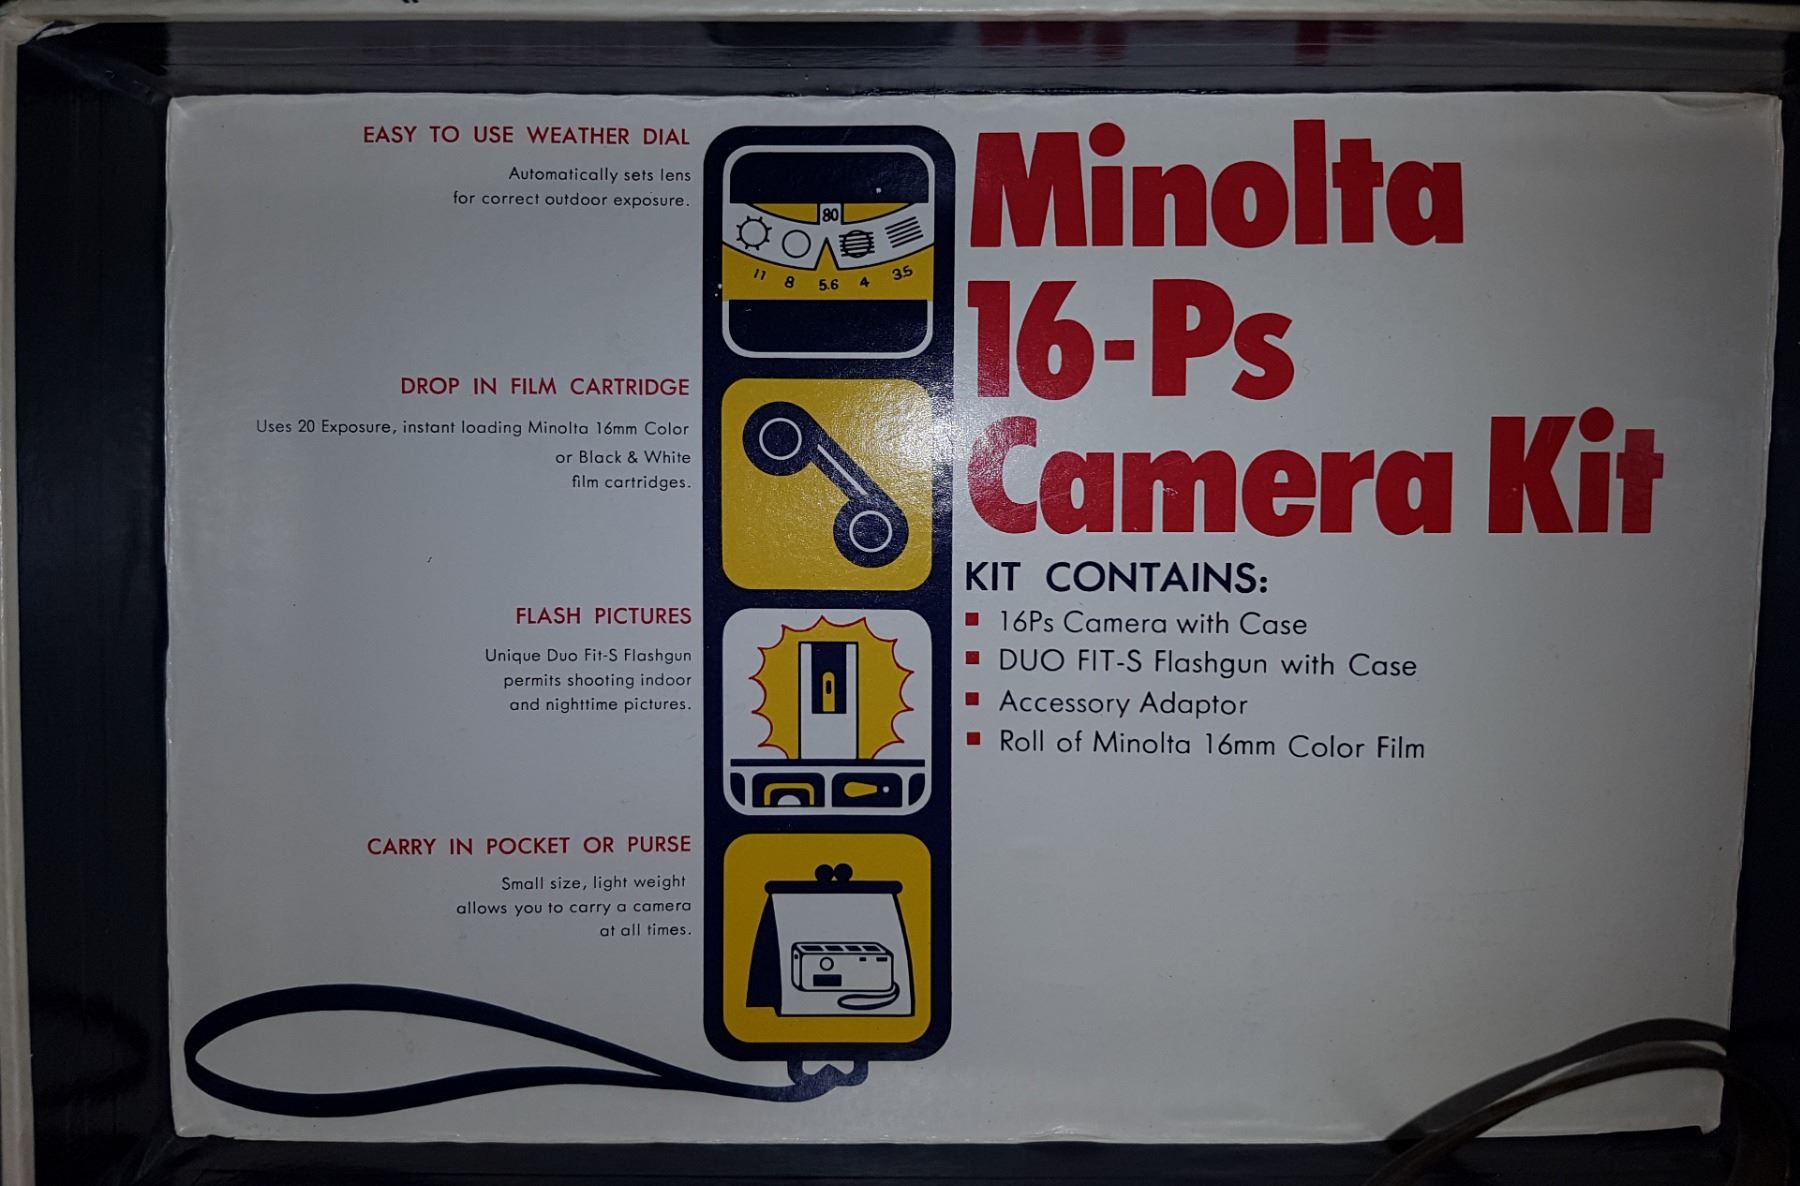 EASY TO USE WEATHER DIAL
Automatically sets lens
for correct outdoor exposure.
80
11 8 5.6 4 3.5
DROP IN FILM CARTRIDGE
Uses 20 Exposure, instant loading Minolta 16mm Color
or Black & White
film cartridges.
FLASH PICTURES
Unique Duo Fit-S Flashgun
permits shooting indoor
and nighttime pictures.
CARRY IN POCKET OR PURSE
Small size, light weight
allows you to carry a camera
at all times.
Minolta
16-Ps
Camera Kit
KIT CONTAINS:
▪ 16Ps Camera with Case
▪ DUO FIT-S Flashgun with Case
▪ Accessory Adaptor
▪ Roll of Minolta 16mm Color Film